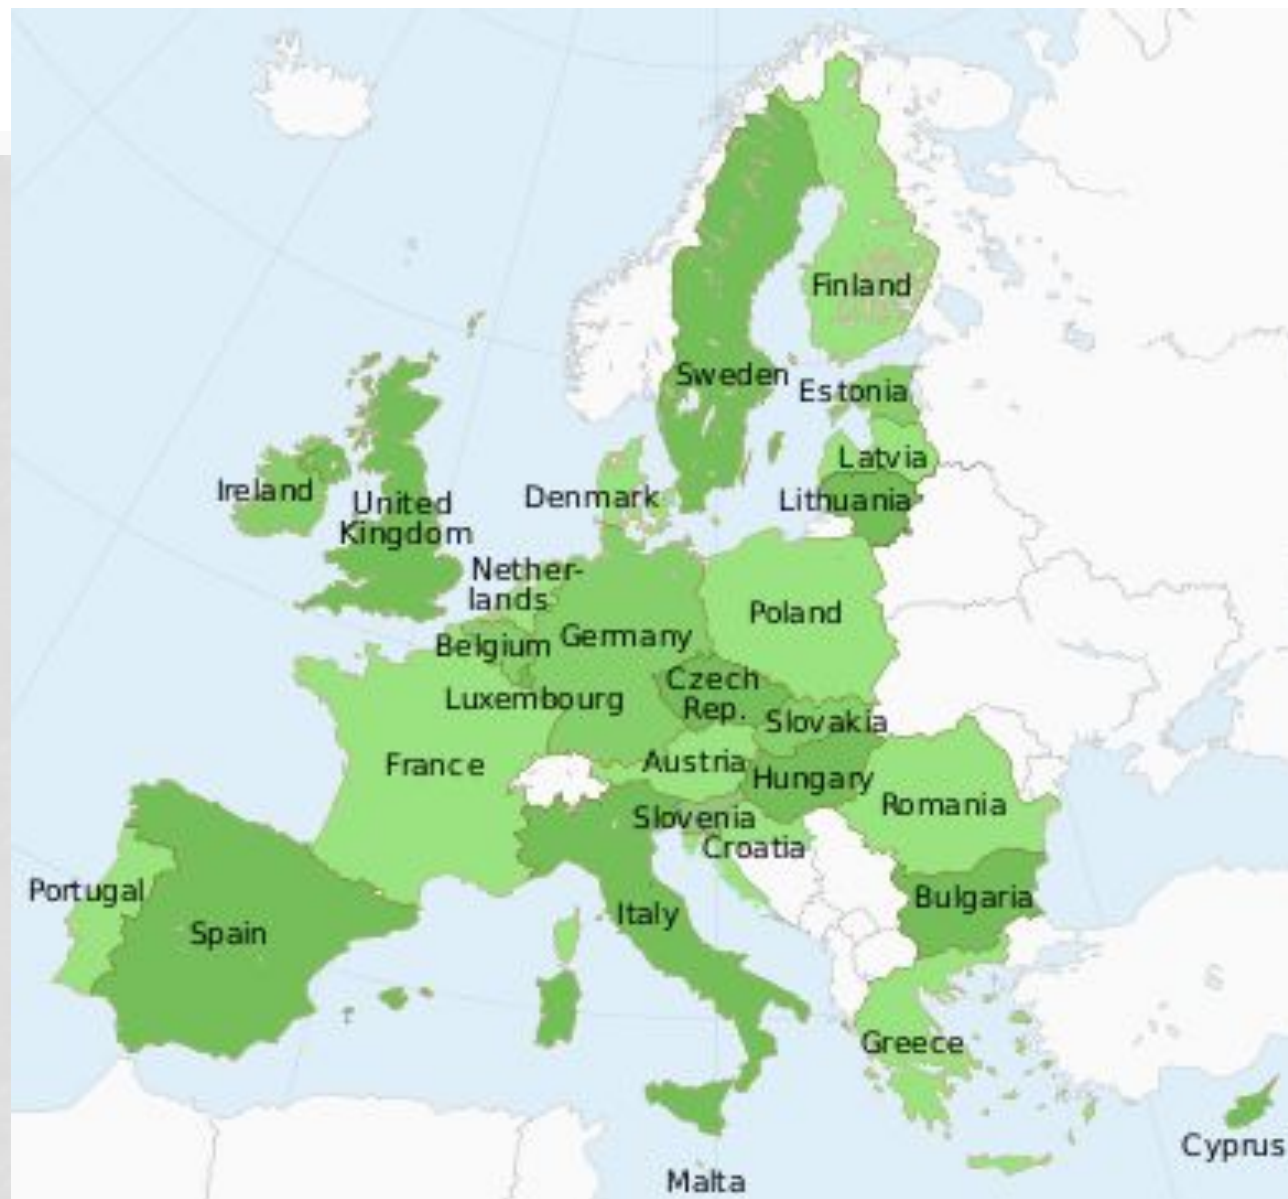 Finland
Sweden
Estonia
Latvia
Ireland
United
Kingdom
Denmark
Lithuania
Nether-
lands
Poland
Belgium
Germany
Luxembourg
Czech
Rep.
Slovakia
France
Austria
Hungary
Slovenia
Romania
Croatia
Portugal
Spain
Italy
Bulgaria
Greece
Malta
Cyprus